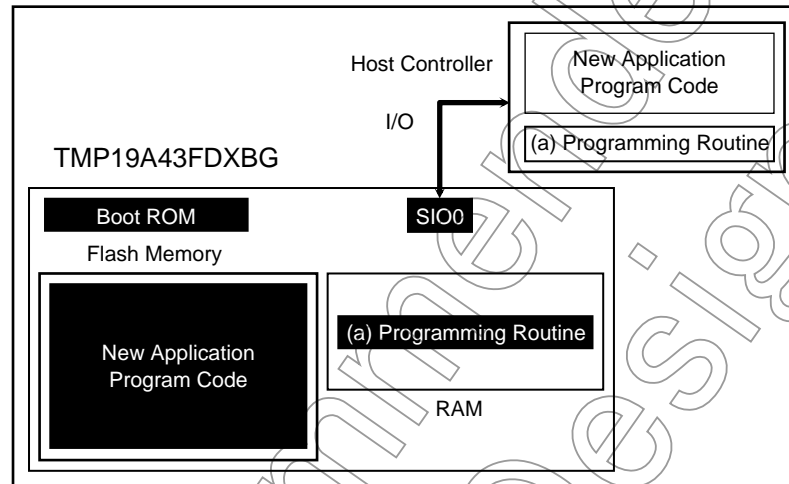 New Application
Program Code
Host Controller
I/O
(a) Programming Routine
TMP19A43FDXBG
Boot ROM
SIO0
Flash Memory
New Application
Program Code
(a) Programming Routine
RAM